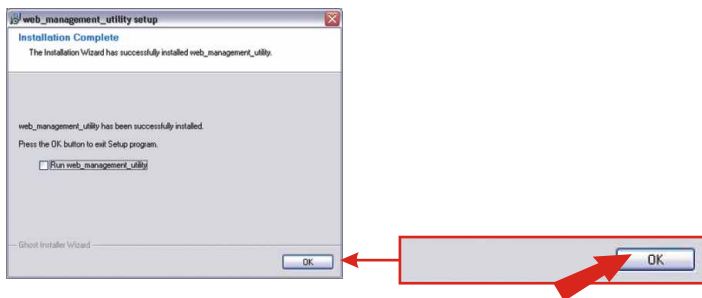 web_management_utility setup
Installation Complete
The Installation Wizard has successfully installed web_management_utility.
web_management_utility has been successfully installed.
Press the OK button to exit Setup program.
Run web_management_utility
Ghost Installer Wizard
OK
OK